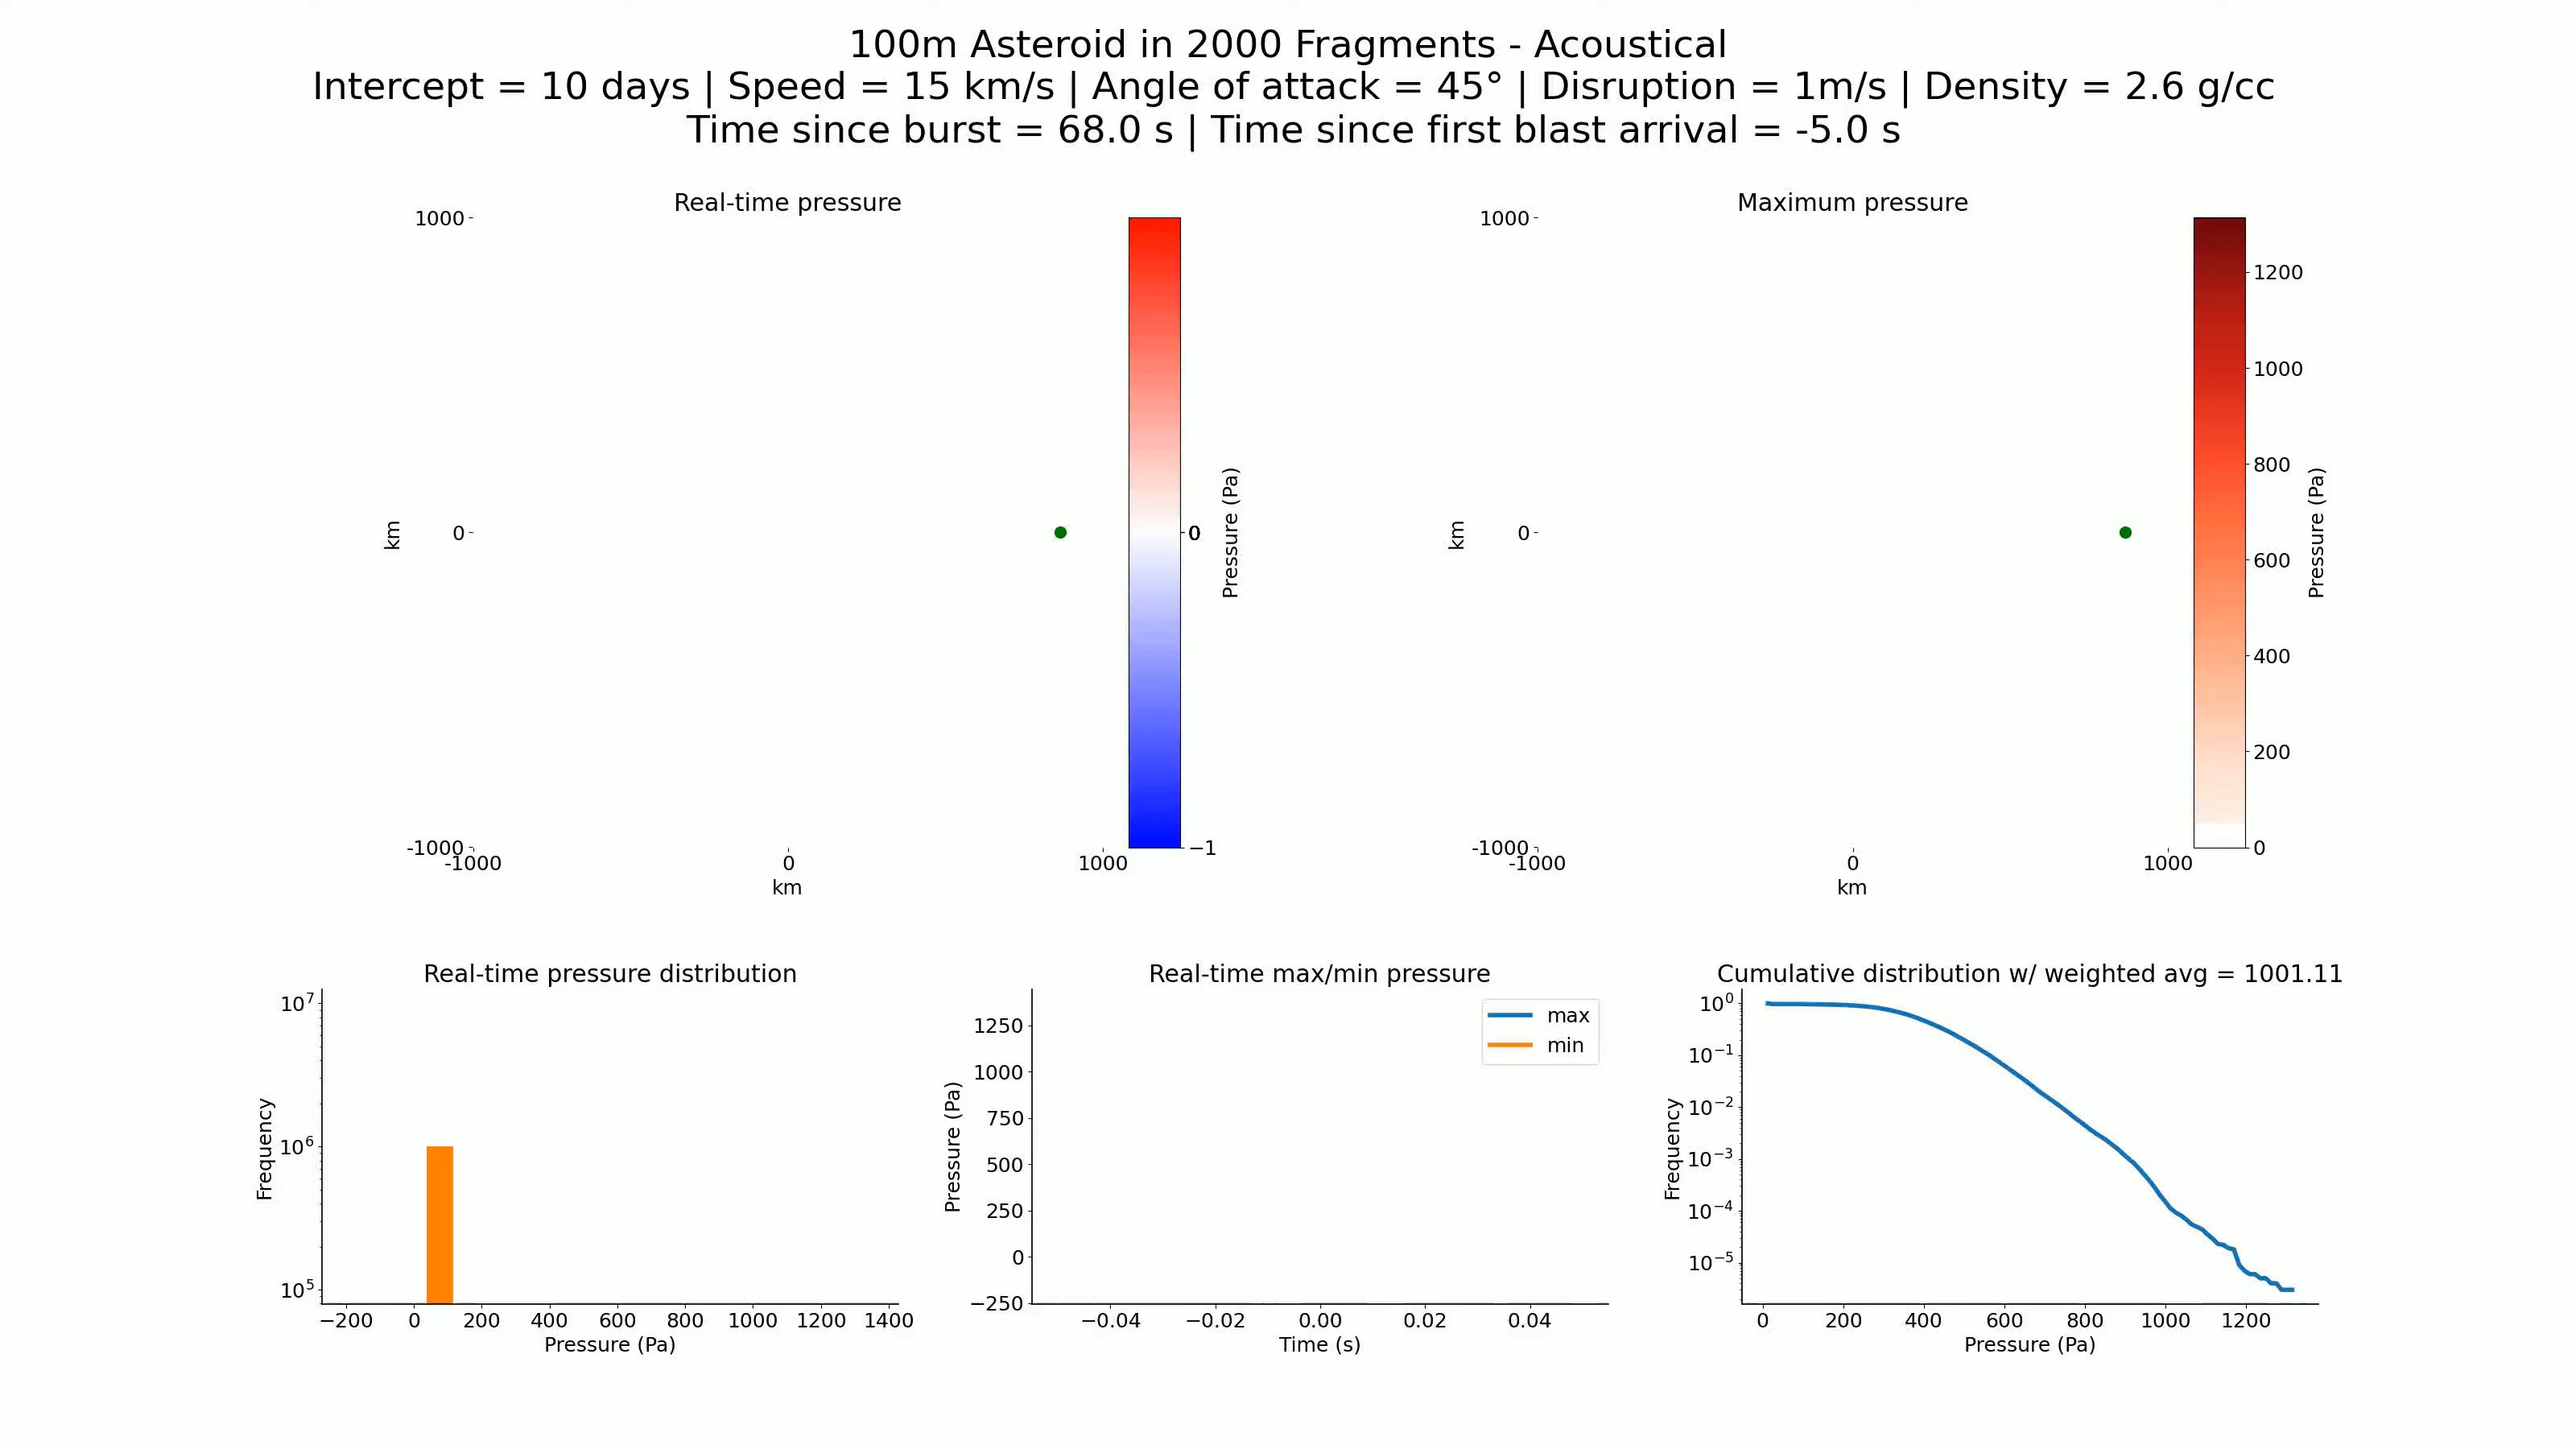 100m Asteroid in 2000 Fragments - Acoustical
Intercept = 10 days | Speed = 15 km/s | Angle of attack = 45° | Disruption = 1m/s | Density = 2.6 g/cc
Time since burst = 68.0 s | Time since first blast arrival = -5.0 s
Real-time pressure
1000
0
-1000
km
-1000
0
1000
km
0
0
−1
Pressure (Pa)
Maximum pressure
1000
0
-1000
km
-1000
0
1000
km
1200
1000
800
600
400
200
0
Pressure (Pa)
Real-time pressure distribution
10⁷
10⁶
10⁵
Frequency
−200 0 200 400 600 800 1000 1200 1400
Pressure (Pa)
Real-time max/min pressure
max
min
1250
1000
750
500
250
0
−250
Pressure (Pa)
−0.04 −0.02 0.00 0.02 0.04
Time (s)
Cumulative distribution w/ weighted avg = 1001.11
10⁰
10⁻¹
10⁻²
10⁻³
10⁻⁴
10⁻⁵
Frequency
0 200 400 600 800 1000 1200
Pressure (Pa)